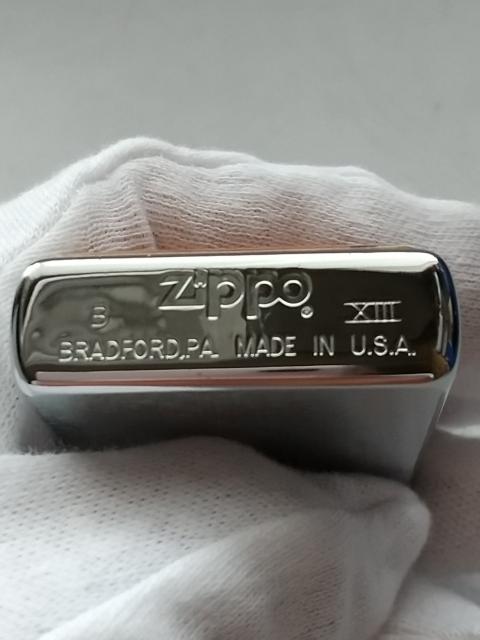 Zippo ®
B XIII
BRADFORD,PA. MADE IN U.S.A.